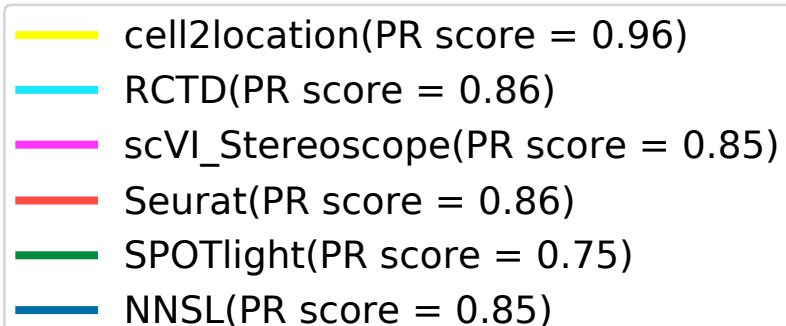 cell2location(PR score = 0.96)
RCTD(PR score = 0.86)
scVI_Stereoscope(PR score = 0.85)
Seurat(PR score = 0.86)
SPOTlight(PR score = 0.75)
NNSL(PR score = 0.85)